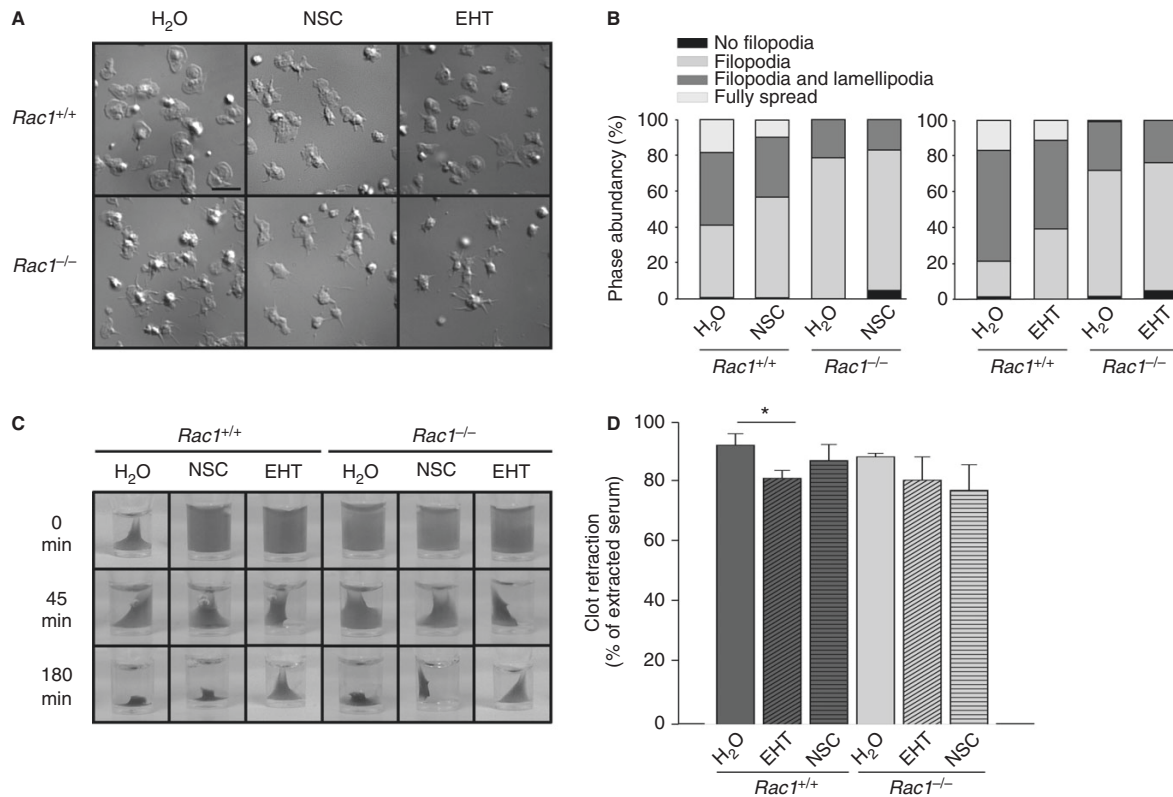 A
H2O NSC EHT
Rac1+/+
Rac1–/–
B
No filopodia
Filopodia
Filopodia and lamellipodia
Fully spread
Phase abundancy (%)
100
80
60
40
20
0
H2O NSC H2O NSC
Rac1+/+ Rac1–/–
100
80
60
40
20
0
H2O EHT H2O EHT
Rac1+/+ Rac1–/–
C
Rac1+/+ Rac1–/–
H2O NSC EHT H2O NSC EHT
0
min
45
min
180
min
D
Clot retraction
(% of extracted serum)
100
80
60
40
20
0
*
H2O EHT NSC H2O EHT NSC
Rac1+/+ Rac1–/–